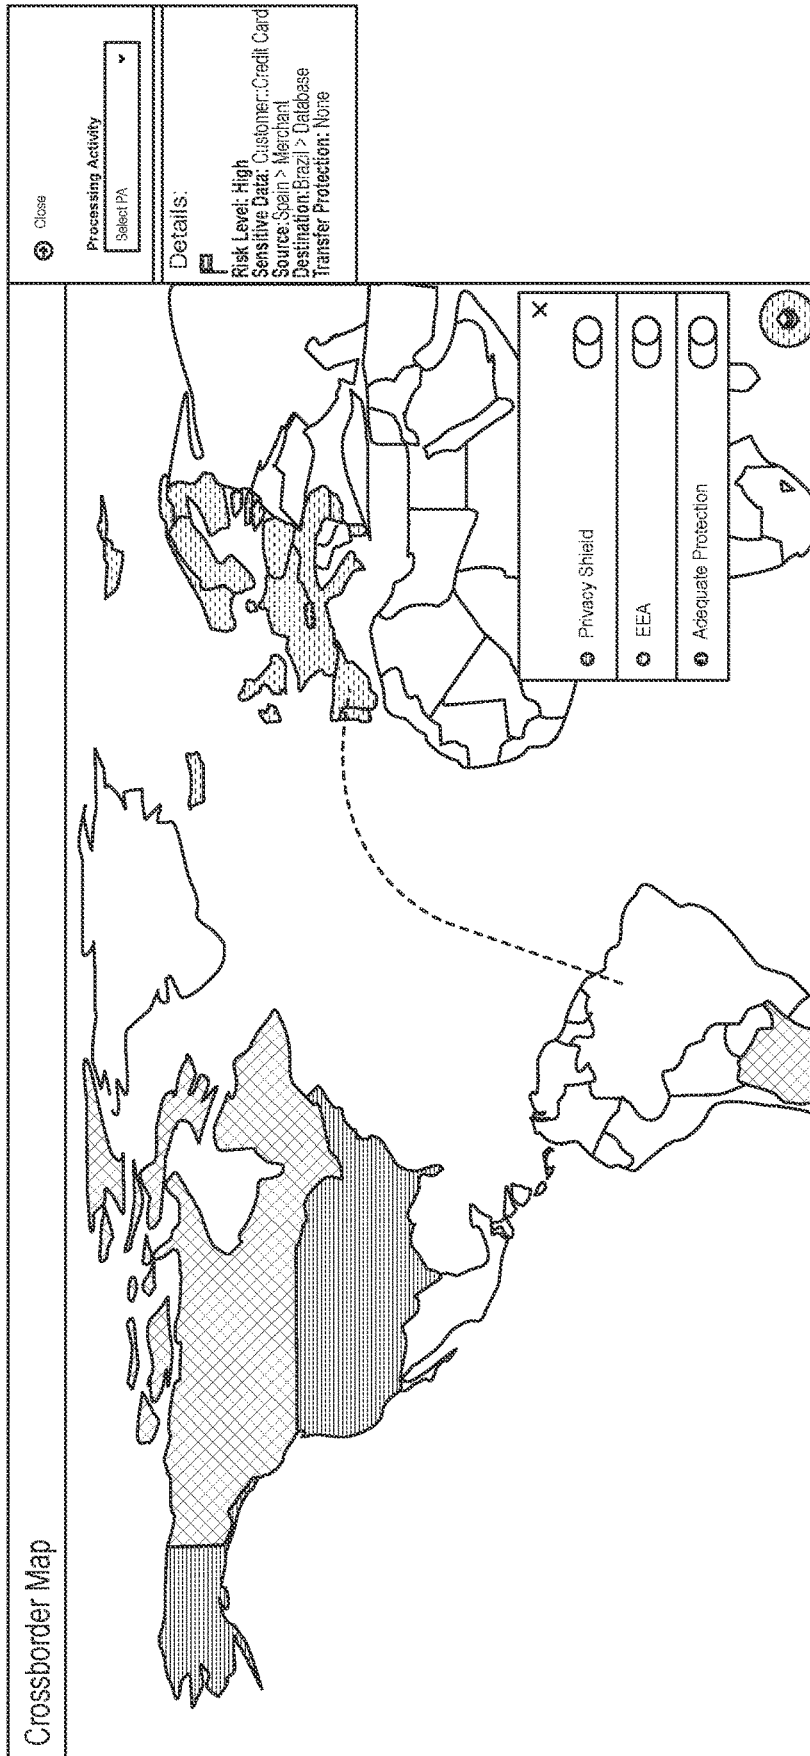 Crossborder Map
Close
Processing Activity
Select PA
Details:
Risk Level: High
Sensitive Data: Customer::Credit Card
Source:Spain > Merchant
Destination:Brazil > Database
Transfer Protection: None
Privacy Shield
EEA
Adequate Protection